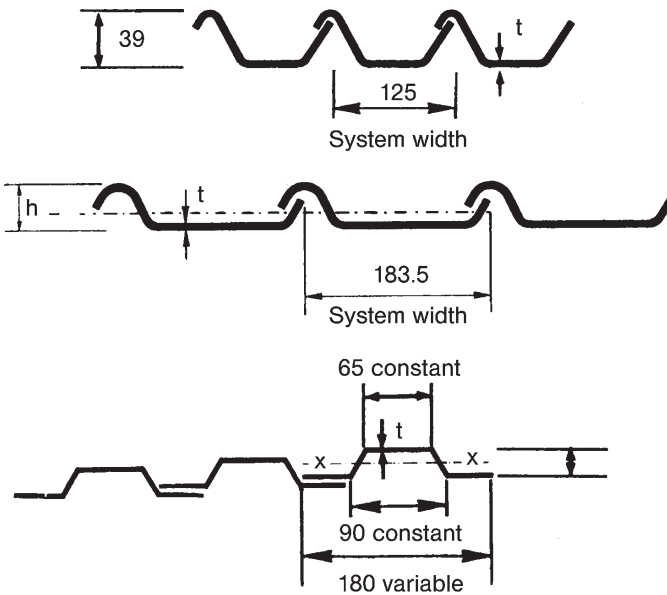 39
t
125
System width
h
t
183.5
System width
65 constant
t
x
x
90 constant
180 variable